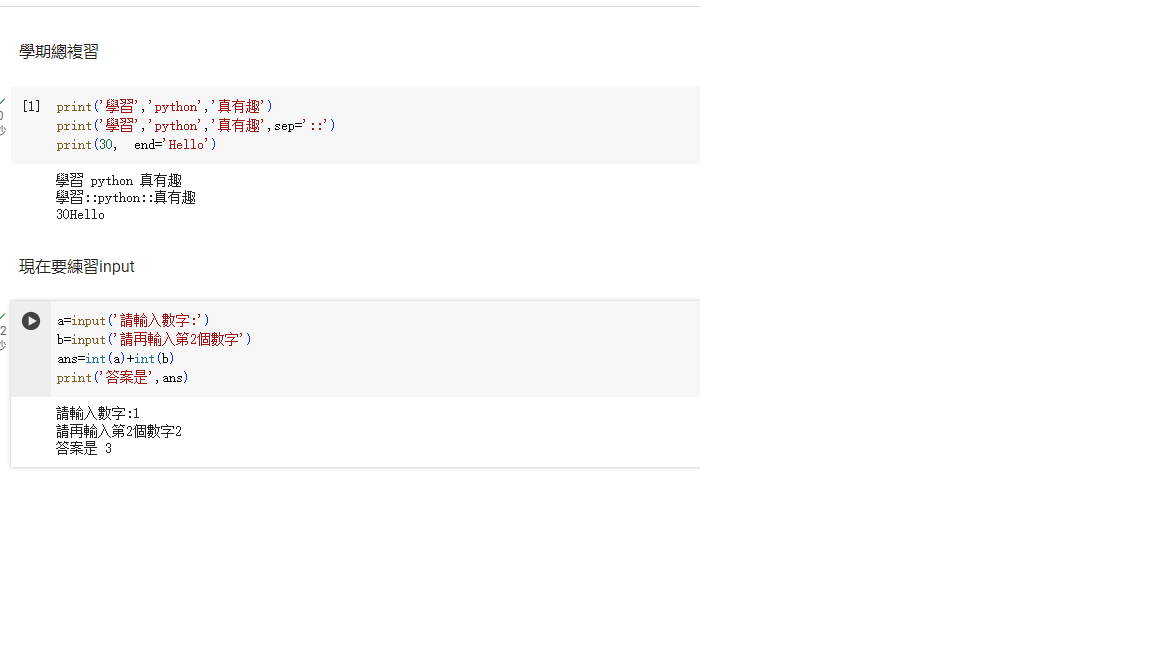 學期總複習
[1] print('學習','python','真有趣')
print('學習','python','真有趣',sep='::')
print(30,  end='Hello')
0
秒
學習 python 真有趣
學習::python::真有趣
30Hello
現在要練習input
a=input('請輸入數字:')
2
秒
b=input('請再輸入第2個數字')
ans=int(a)+int(b)
print('答案是',ans)
請輸入數字:1
請再輸入第2個數字2
答案是 3